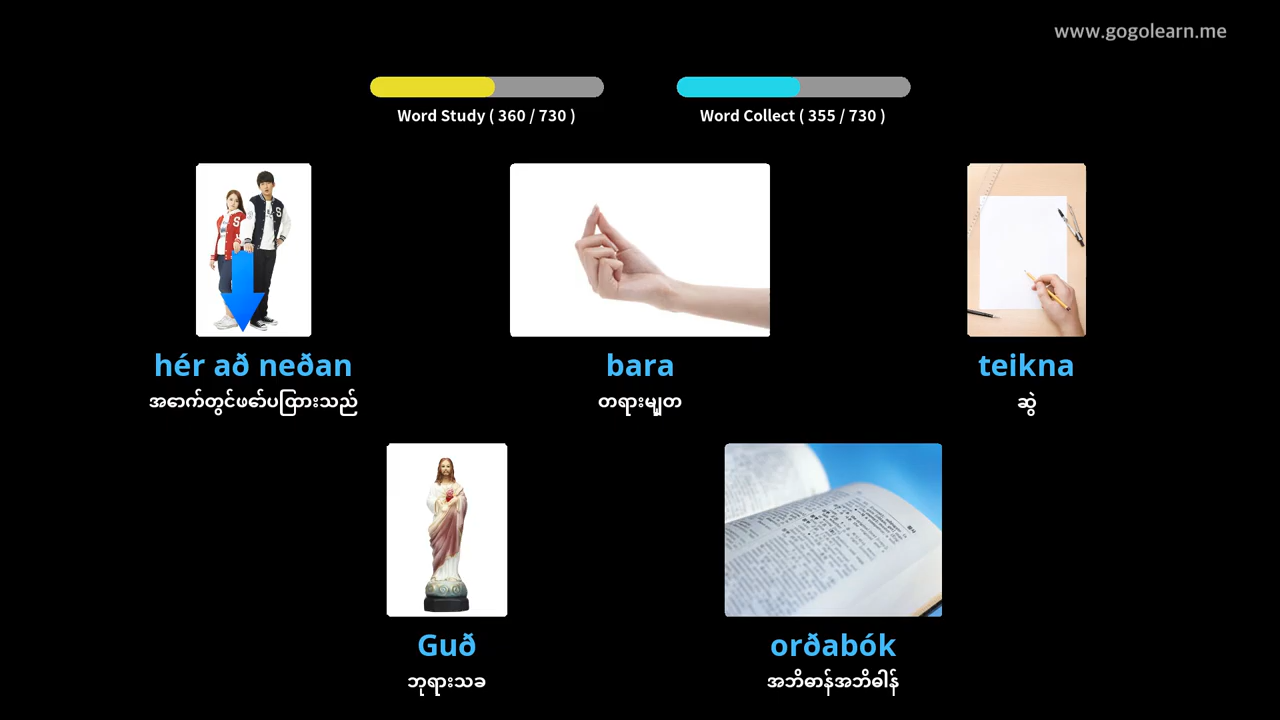 www.gogolearn.me
Word Study ( 360 / 730 )
Word Collect ( 355 / 730 )
hér að neðan
bara
teikna
အောက်တွင်ဖော်ပထြားသည်
တရားမျှတ
ဆွဲ
Guð
orðabók
ဘုရားသခ
အဘိဓာန်အဘိဓါန်